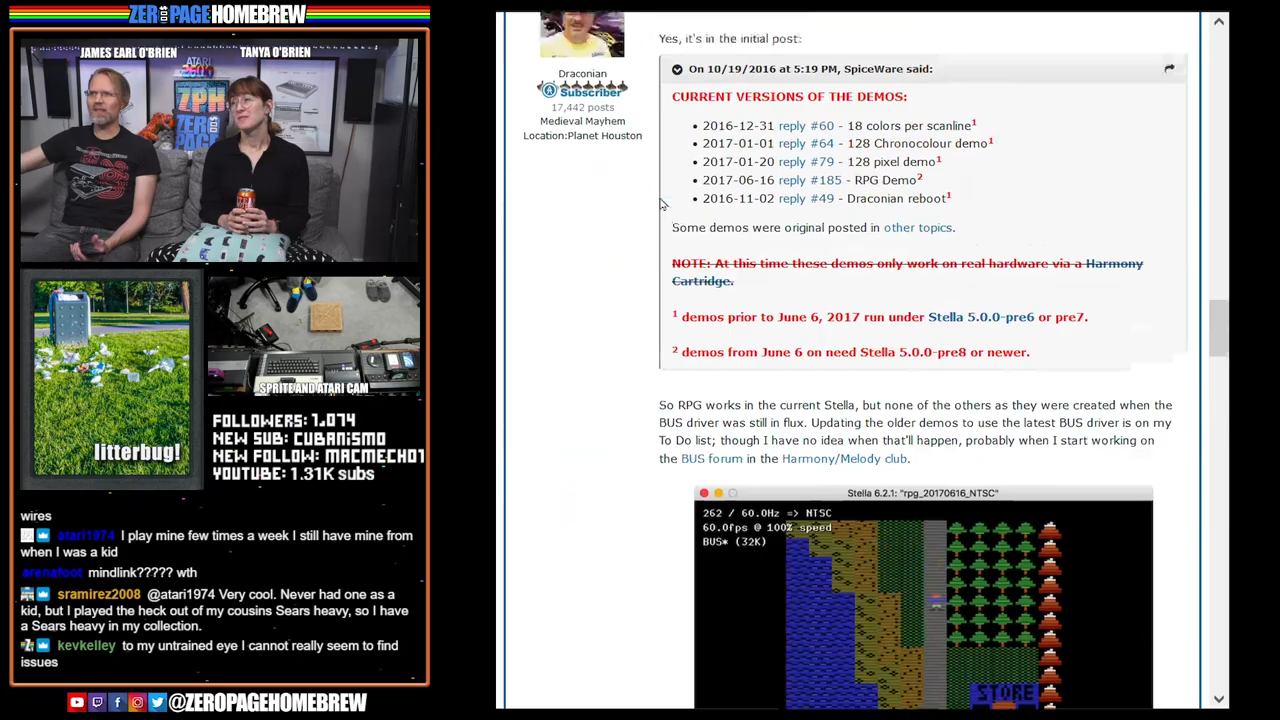 ZERO PAGE HOMEBREW
JAMES EARL O'BRIEN
TANYA O'BRIEN
ATARI
2600
ZPH
ZERO
PAGE
litterbug!
SPRITE AND ATARI CAM
FOLLOWERS: 1.074
NEW SUB: CUBANISMO
NEW FOLLOW: MACMECHOT
YOUTUBE: 1.31K SUBS
wires
atari1974 I play mine few times a week I still have mine from
when I was a kid
arenafoot mindlink????? wth
sramirez2008 @atari1974 Very cool. Never had one as a
kid, but I played the heck out of my cousins Sears heavy, so I have
a Sears heavy in my collection.
kevkelley to my untrained eye I cannot really seem to find
issues
@ZEROPAGEHOMEBREW
Draconian
Subscriber
17,442 posts
Medieval Mayhem
Location:Planet Houston
Yes, it's in the initial post:
On 10/19/2016 at 5:19 PM, SpiceWare said:
CURRENT VERSIONS OF THE DEMOS:
• 2016-12-31 reply #60 - 18 colors per scanline1
• 2017-01-01 reply #64 - 128 Chronocolour demo1
• 2017-01-20 reply #79 - 128 pixel demo1
• 2017-06-16 reply #185 - RPG Demo2
• 2016-11-02 reply #49 - Draconian reboot1
Some demos were original posted in other topics.
NOTE: At this time these demos only work on real hardware via a Harmony
Cartridge.
1 demos prior to June 6, 2017 run under Stella 5.0.0-pre6 or pre7.
2 demos from June 6 on need Stella 5.0.0-pre8 or newer.
So RPG works in the current Stella, but none of the others as they were created when the
BUS driver was still in flux. Updating the older demos to use the latest BUS driver is on my
To Do list; though I have no idea when that'll happen, probably when I start working on
the BUS forum in the Harmony/Melody club.
Stella 6.2.1: "rpg_20170616_NTSC"
262 / 60.0Hz => NTSC
60.0fps @ 100% speed
BUS* (32K)
STORE